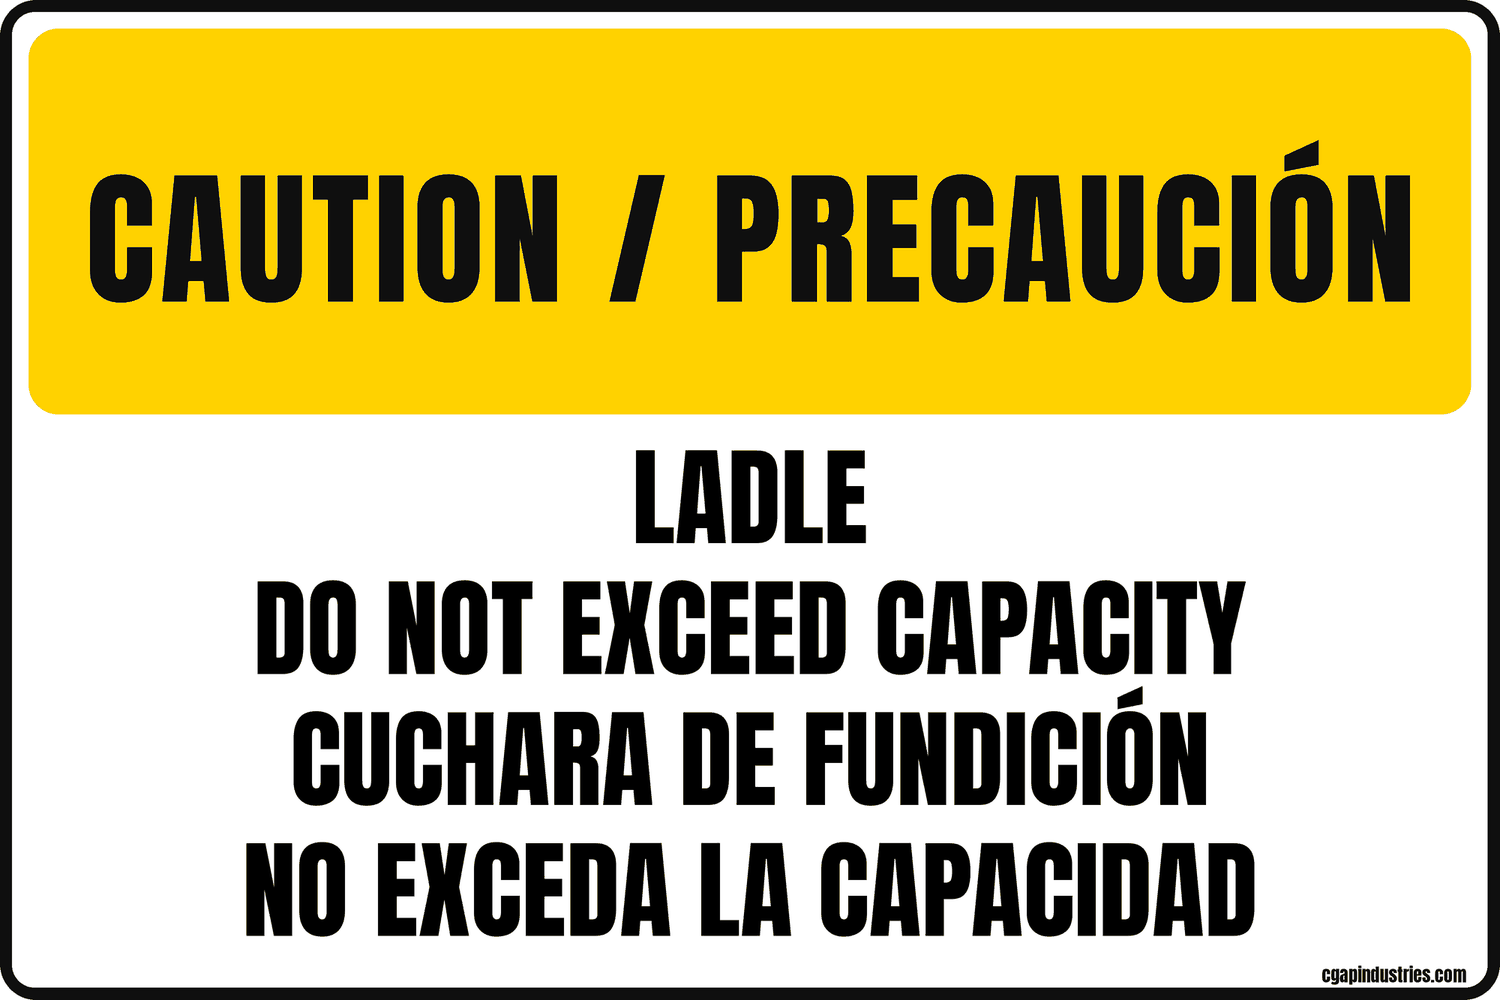 CAUTION / PRECAUCIÓN
LADLE
DO NOT EXCEED CAPACITY
CUCHARA DE FUNDICIÓN
NO EXCEDA LA CAPACIDAD
cgapindustries.com